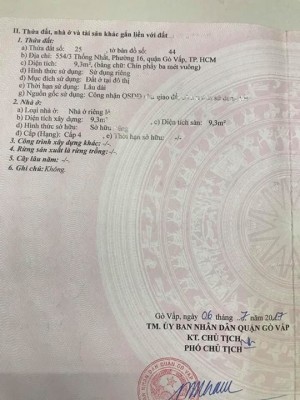 II. Thửa đất, nhà ở và tài sản khác gắn liền với đất
1. Thửa đất:
a) Thửa đất số: 25 , tờ bản đồ số: 44
b) Địa chỉ: 554/3 Thống Nhất, Phường 16, quận Gò Vấp, TP. HCM
c) Diện tích: 9,3m², (bằng chữ: Chín phẩy ba mét vuông)
d) Hình thức sử dụng: Sử dụng riêng
đ) Mục đích sử dụng: Đất ở tại đô thị
e) Thời hạn sử dụng: Lâu dài
g) Nguồn gốc sử dụng: Công nhận QSDĐ
2. Nhà ở:
a) Loại nhà ở: Nhà ở riêng lẻ
b) Diện tích xây dựng: 9,3m² , c) Diện tích sàn: 9,3m²
d) Hình thức sở hữu: Sở hữu
đ) Cấp (Hạng): Cấp 4 , e) Thời hạn sở hữu: -/-
3. Công trình xây dựng khác: -/-
4. Rừng sản xuất là rừng trồng: -/-
5. Cây lâu năm: -/-
6. Ghi chú: Không.
Gò Vấp, ngày 06 tháng 7 năm
TM. ỦY BAN NHÂN DÂN QUẬN GÒ VẤP
KT. CHỦ TỊCH
PHÓ CHỦ TỊCH